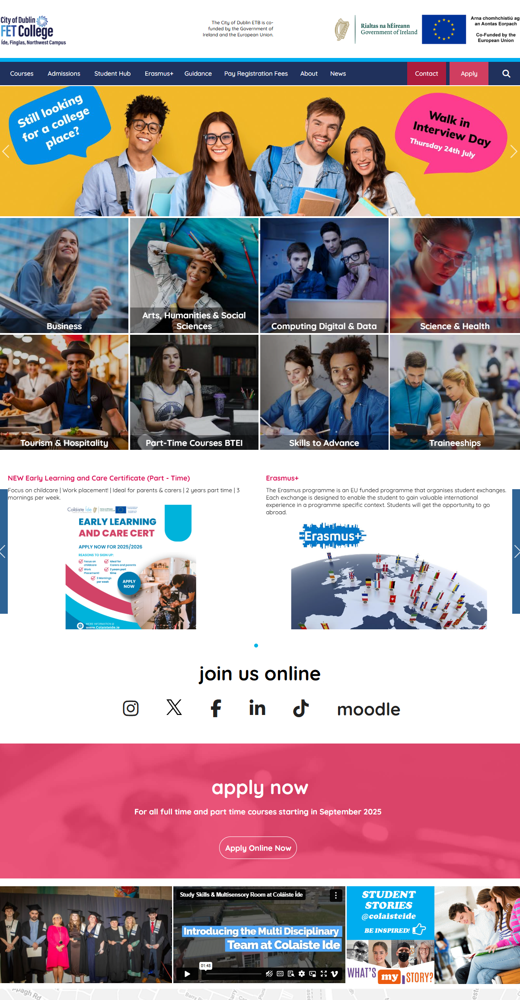 City of Dublin
FET College
Íde, Finglas, Northwest Campus
The City of Dublin ETB is co-
funded by the Government of
Ireland and the European Union.
Rialtas na hÉireann
Government of Ireland
Arna chomhchistiú ag
an Aontas Eorpach
Co-Funded by the
European Union
Courses
Admissions
Student Hub
Erasmus+
Guidance
Pay Registration Fees
About
News
Contact
Apply
Still looking
for a college
place?
Walk in
Interview Day
Thursday 24th July
Business
Arts, Humanities & Social
Sciences
Computing Digital & Data
Science & Health
Tourism & Hospitality
Part-Time Courses BTEI
Skills to Advance
Traineeships
NEW Early Learning and Care Certificate (Part - Time)
Focus on childcare | Work placement! | Ideal for parents & carers | 2 years part time | 3
mornings per week.
Coláiste Íde
Rialtas na hÉireann
Government of Ireland
EARLY LEARNING
AND CARE CERT
APPLY NOW FOR 2025/2026
REASONS TO SIGN UP:
Focus on
childcare
Ideal for
Carers and parents
Work
Placement!
2 years part
time
3 Mornings
per week
APPLY
NOW
MORE INFORMATION @
www.Colaisteide.ie
Erasmus+
The Erasmus programme is an EU funded programme that organises student exchanges.
Each exchange is designed to enable the student to gain valuable international
experience in a programme specific context. Students will get the opportunity to go
abroad.
Erasmus+
join us online
moodle
apply now
For all full time and part time courses starting in September 2025
Apply Online Now
Study Skills & Multisensory Room at Coláiste Íde
Introducing the Multi Disciplinary
Team at Colaiste Ide
01:48
CC
STUDENT
STORIES
@colaisteide
BE INSPIRED!
WHAT'S
my
STORY?